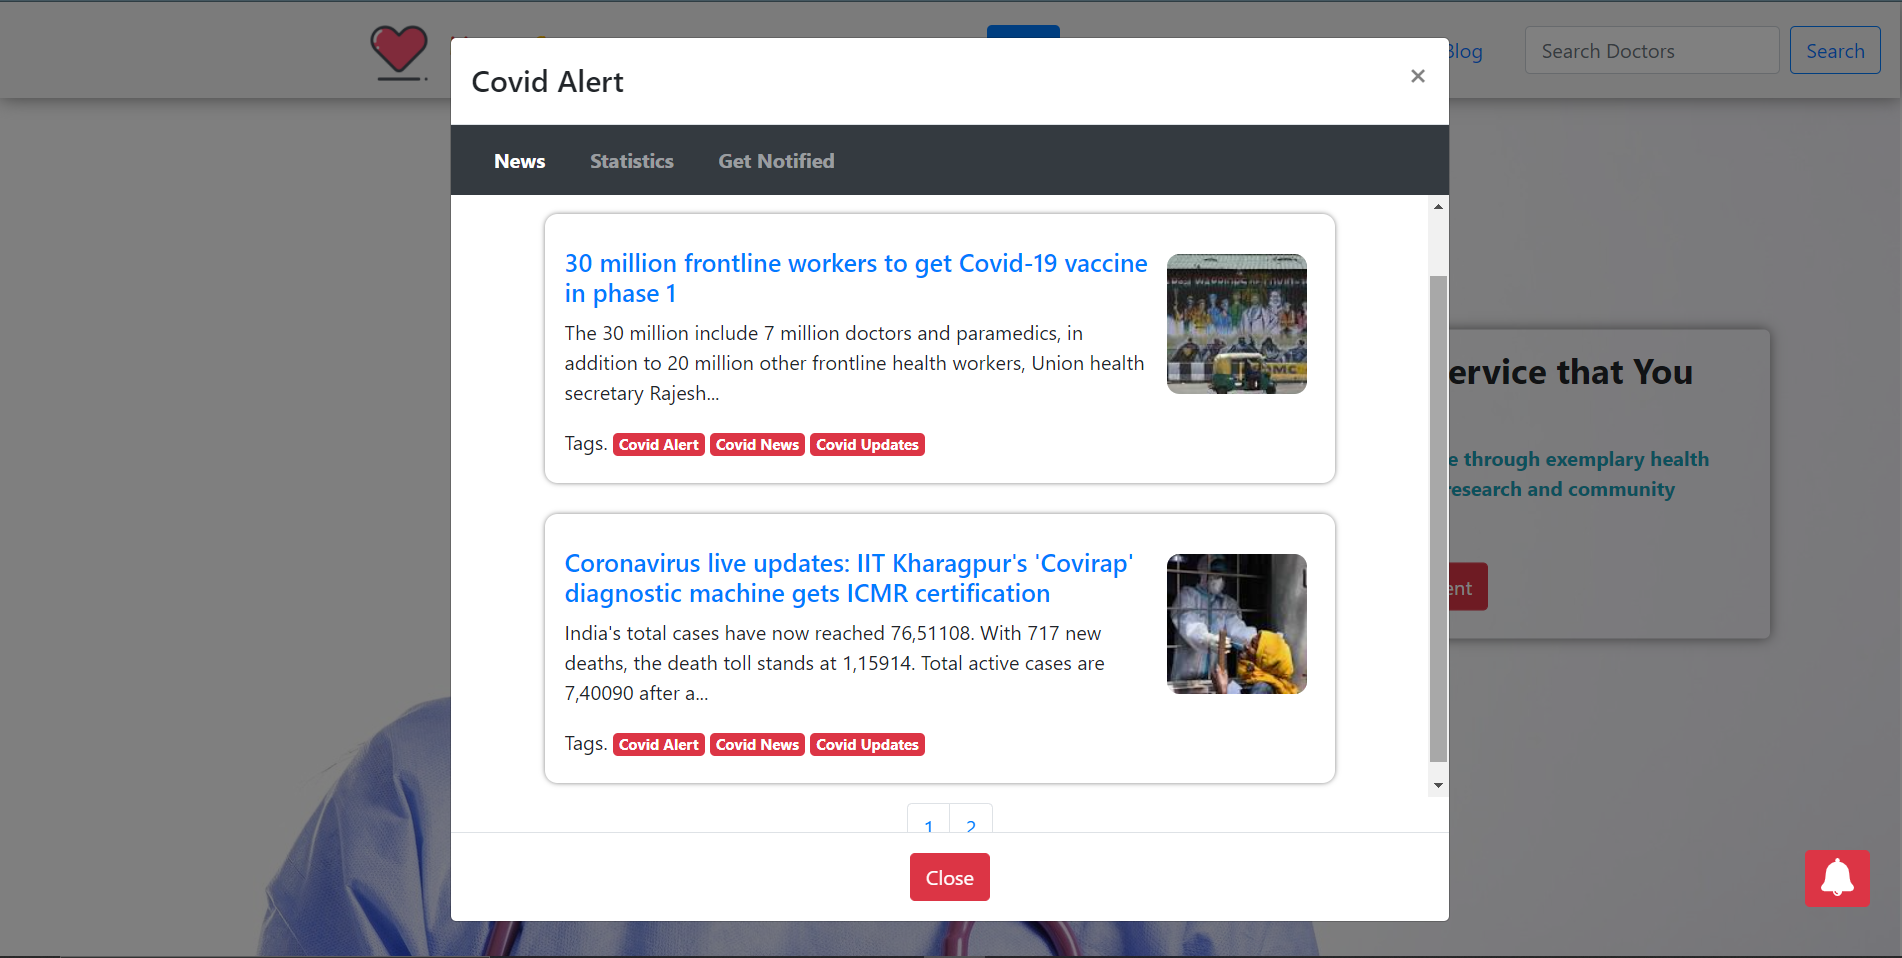 Blog
Search Doctors
Search
Covid Alert
×
News
Statistics
Get Notified
30 million frontline workers to get Covid-19 vaccine
in phase 1
The 30 million include 7 million doctors and paramedics, in
addition to 20 million other frontline health workers, Union health
secretary Rajesh...
Tags. Covid Alert Covid News Covid Updates
Coronavirus live updates: IIT Kharagpur's 'Covirap'
diagnostic machine gets ICMR certification
India's total cases have now reached 76,51108. With 717 new
deaths, the death toll stands at 1,15914. Total active cases are
7,40090 after a...
Tags. Covid Alert Covid News Covid Updates
1 2
Close
ervice that You
e through exemplary health
research and community
ent